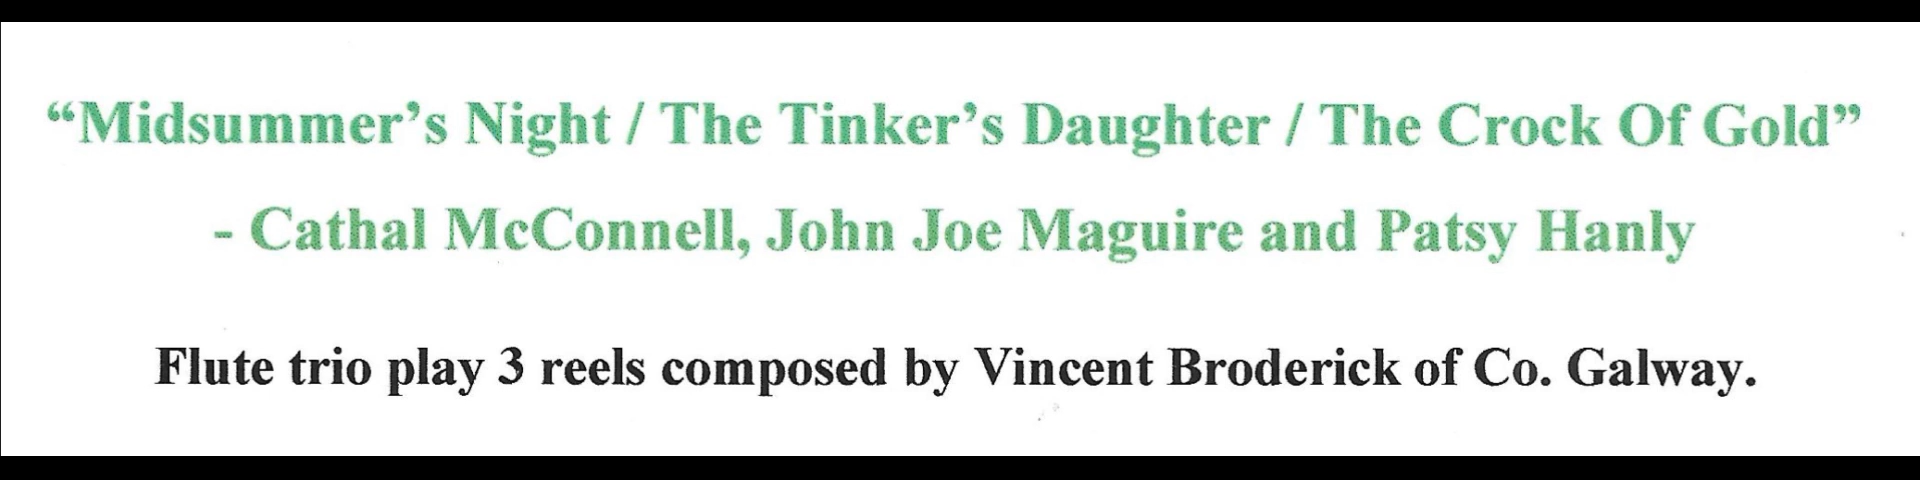 “Midsummer’s Night / The Tinker’s Daughter / The Crock Of Gold”
- Cathal McConnell, John Joe Maguire and Patsy Hanly
Flute trio play 3 reels composed by Vincent Broderick of Co. Galway.